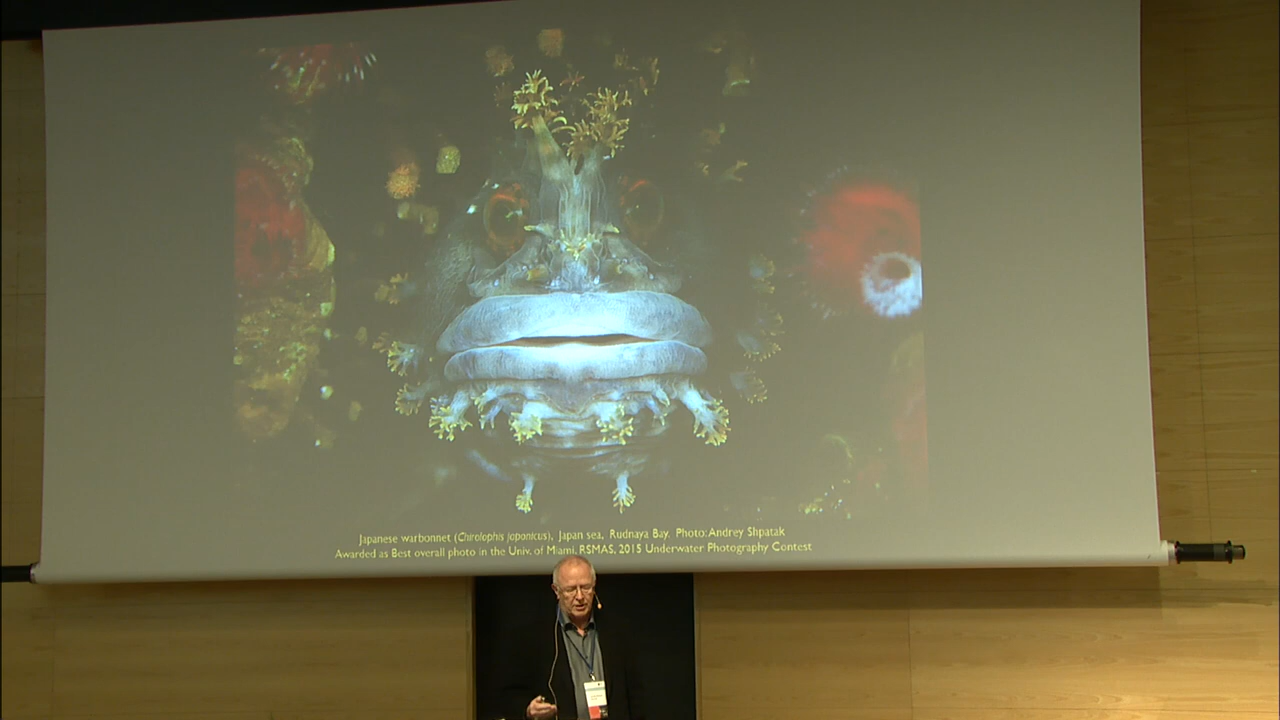 Japanese warbonnet (Chirolophis japonicus), Japan sea, Rudnaya Bay. Photo: Andrey Shpatak
Awarded as Best overall photo in the Univ. of Miami, RSMAS, 2015 Underwater Photography Contest